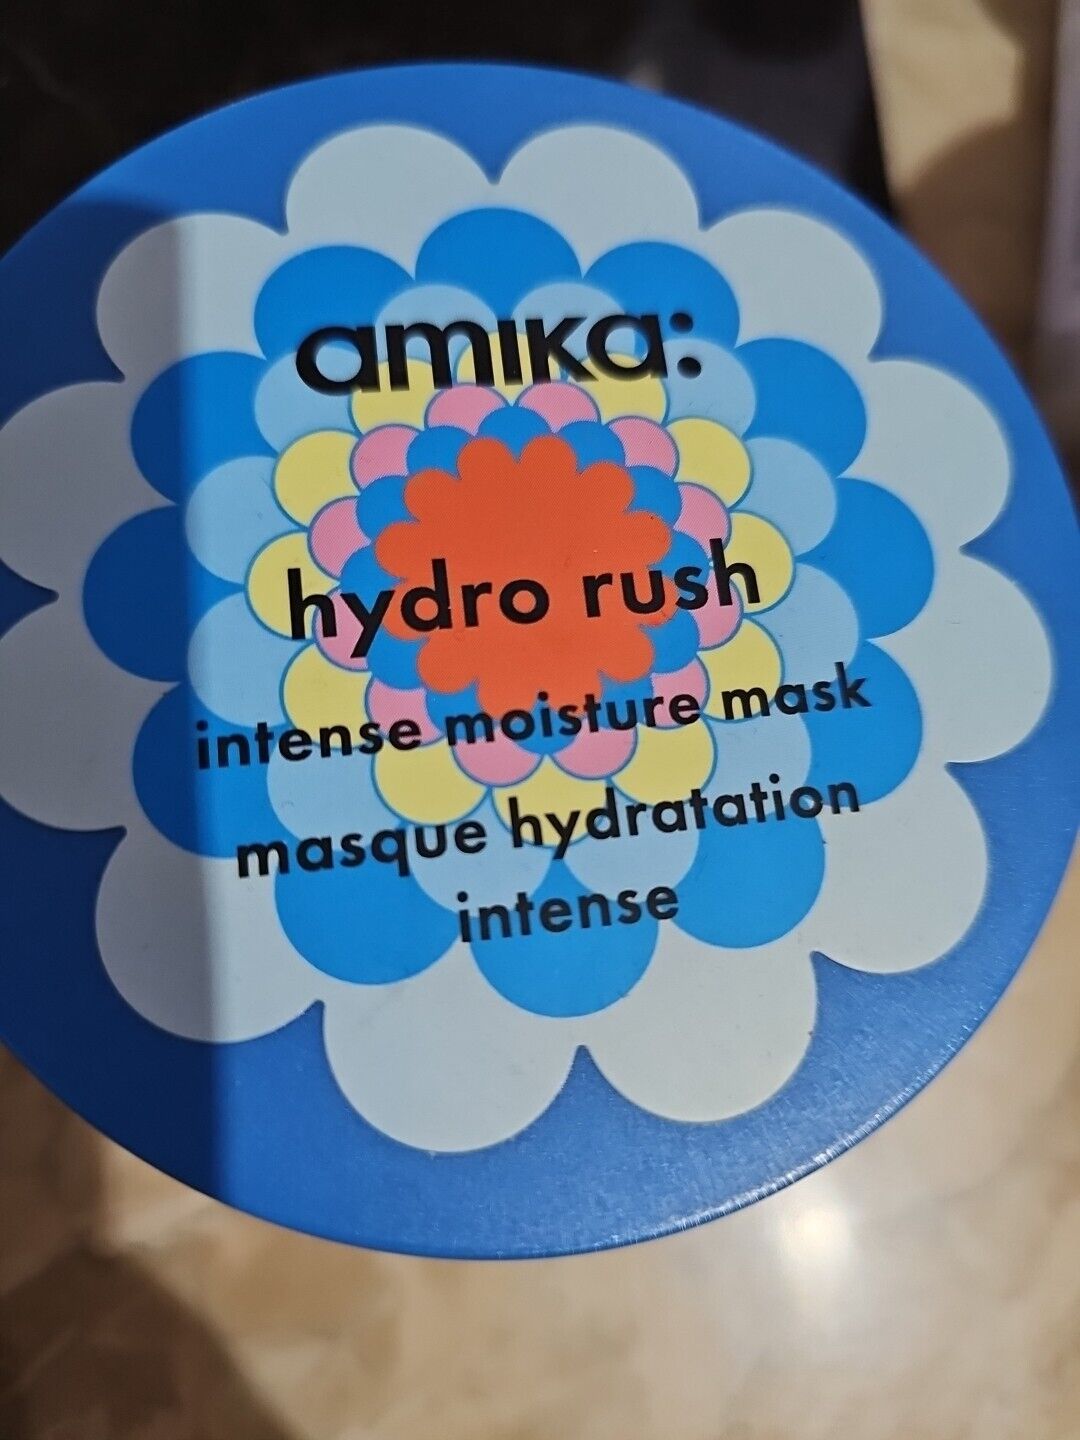 amika:
hydro rush
intense moisture mask
masque hydratation
intense